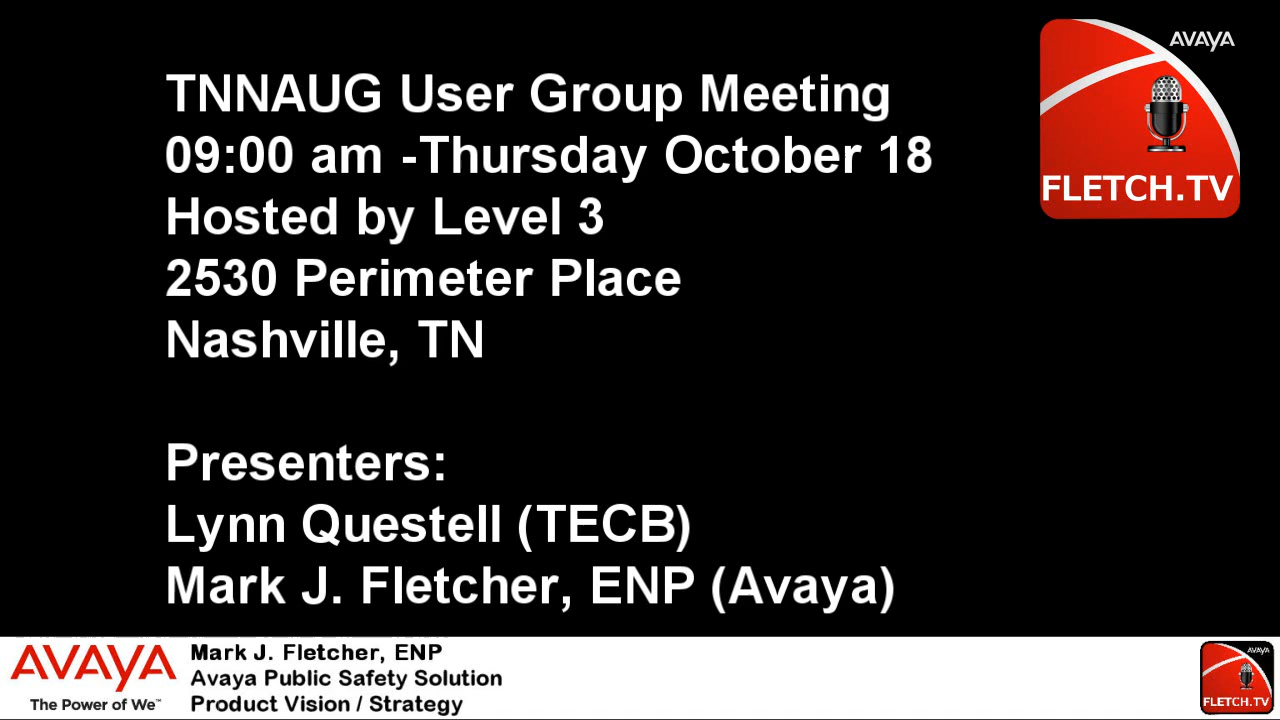 TNNAUG User Group Meeting
09:00 am -Thursday October 18
Hosted by Level 3
2530 Perimeter Place
Nashville, TN
Presenters:
Lynn Questell (TECB)
Mark J. Fletcher, ENP (Avaya)
AVAYA
FLETCH.TV
AVAYA
The Power of We™
Mark J. Fletcher, ENP
Avaya Public Safety Solution
Product Vision / Strategy
AVAYA
FLETCH.TV